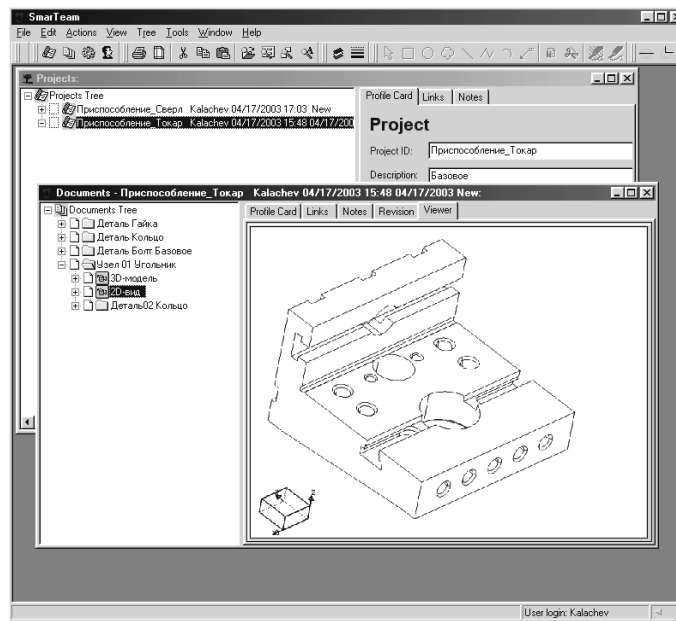 SmarTeam
File Edit Actions View Tree Tools Window Help
Projects:
Projects Tree
Приспособление_Сверл Kalachev 04/17/2003 17:03 New
Приспособление_Токар Kalachev 04/17/2003 15:48 04/17/200
Profile Card Links Notes
Project
Project ID: Приспособление_Токар
Description: Базовое
Documents - Приспособление_Токар Kalachev 04/17/2003 15:48 04/17/2003 New:
Documents Tree
Деталь Гайка
Деталь Кольцо
Деталь Болт Базовое
Узел 01 Угольник
3D-модель
2D-вид
Деталь02 Кольцо
Profile Card Links Notes Revision Viewer
z
User login: Kalachev